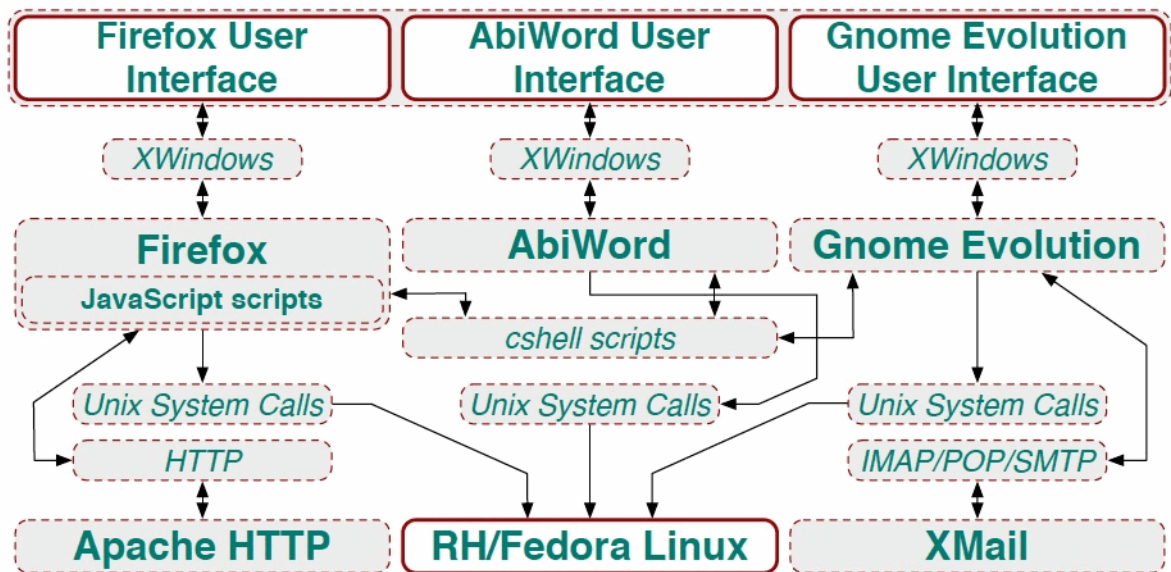 Firefox User
Interface
AbiWord User
Interface
Gnome Evolution
User Interface
XWindows
XWindows
XWindows
Firefox
JavaScript scripts
AbiWord
Gnome Evolution
cshell scripts
Unix System Calls
Unix System Calls
Unix System Calls
HTTP
IMAP/POP/SMTP
Apache HTTP
RH/Fedora Linux
XMail